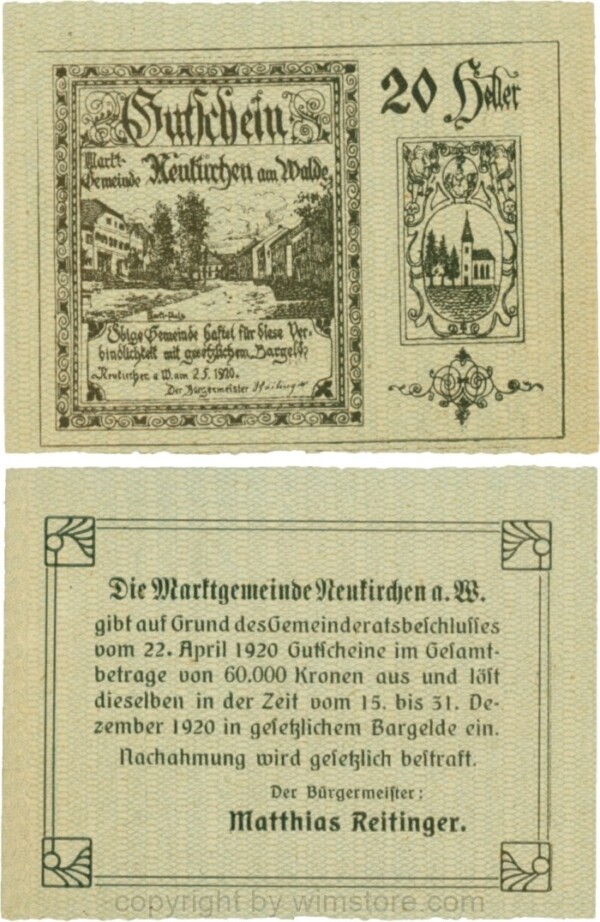 Gutschein
Markt-
Gemeinde Neukirchen am Walde
20 Heller
Obige Gemeinde haftet für diese Ver-
bindlichkeit mit gesetzlichem Bargeld.
Neukirchen a. W. am 2.5.1920.
Der Bürgermeister
Die Marktgemeinde Neukirchen a. W.
gibt auf Grund des Gemeinderatsbeschlusses
vom 22. April 1920 Gutscheine im Gesamt-
betrage von 60.000 Kronen aus und löst
dieselben in der Zeit vom 15. bis 31. De-
zember 1920 in gesetzlichem Bargelde ein.
Nachahmung wird gesetzlich bestraft.
Der Bürgermeister:
Matthias Reitinger.
copyright by wimstore.com